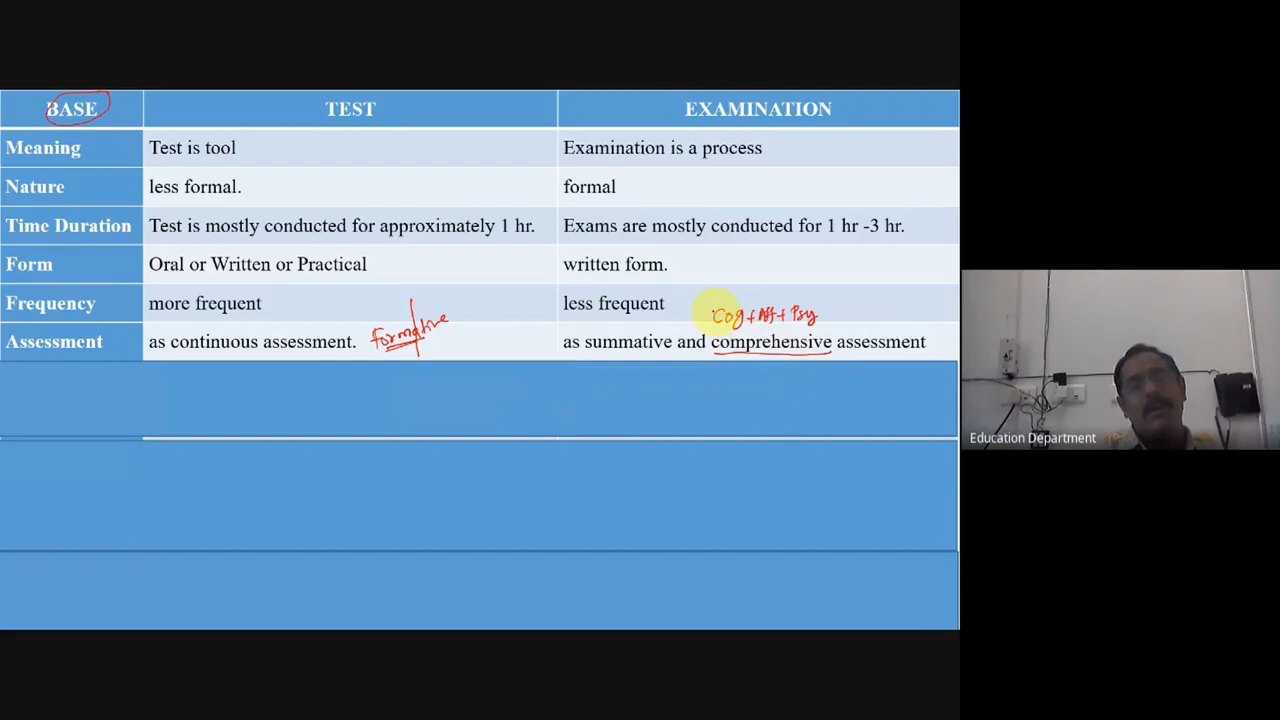 BASE TEST EXAMINATION
Meaning Test is tool Examination is a process
Nature less formal. formal
Time Duration Test is mostly conducted for approximately 1 hr. Exams are mostly conducted for 1 hr -3 hr.
Form Oral or Written or Practical written form.
Frequency more frequent less frequent
Cog + Aff + Psy
Formative
Assessment as continuous assessment. as summative and comprehensive assessment
Education Department